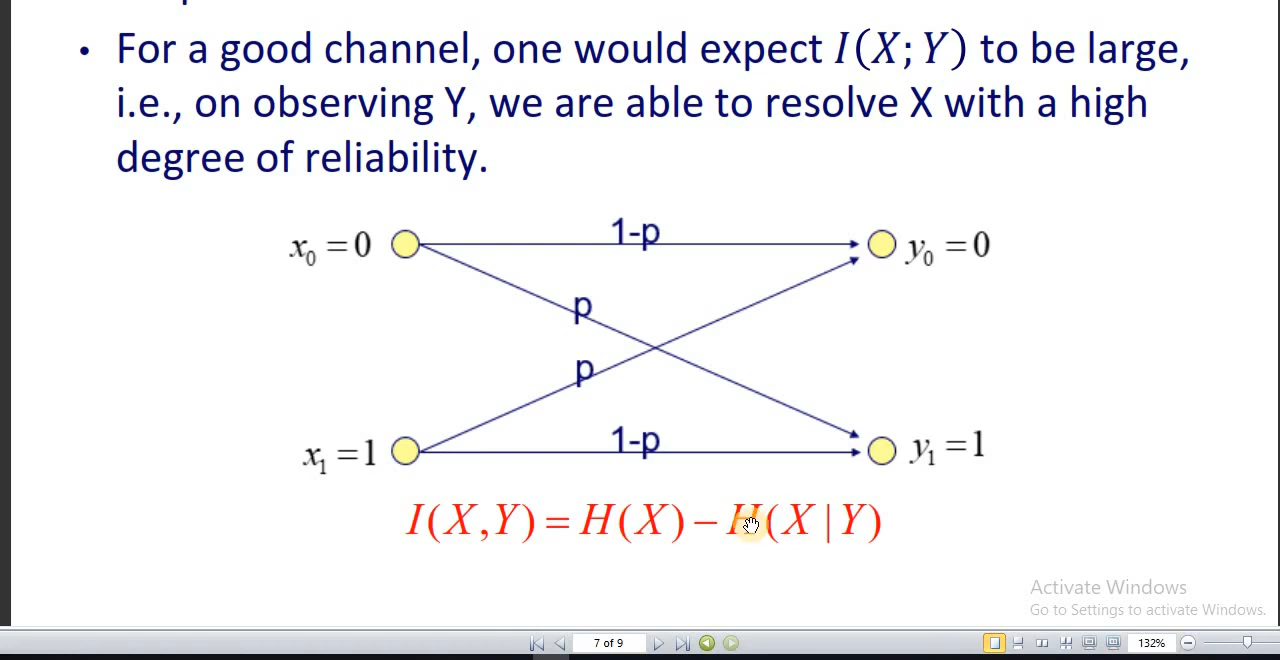 • For a good channel, one would expect I(X;Y) to be large,
i.e., on observing Y, we are able to resolve X with a high
degree of reliability.
1-p
x₀ = 0
y₀ = 0
p
p
1-p
x₁ = 1
y₁ = 1
I(X,Y) = H(X) − H(X | Y)
Activate Windows
Go to Settings to activate Windows.
7 of 9
132%